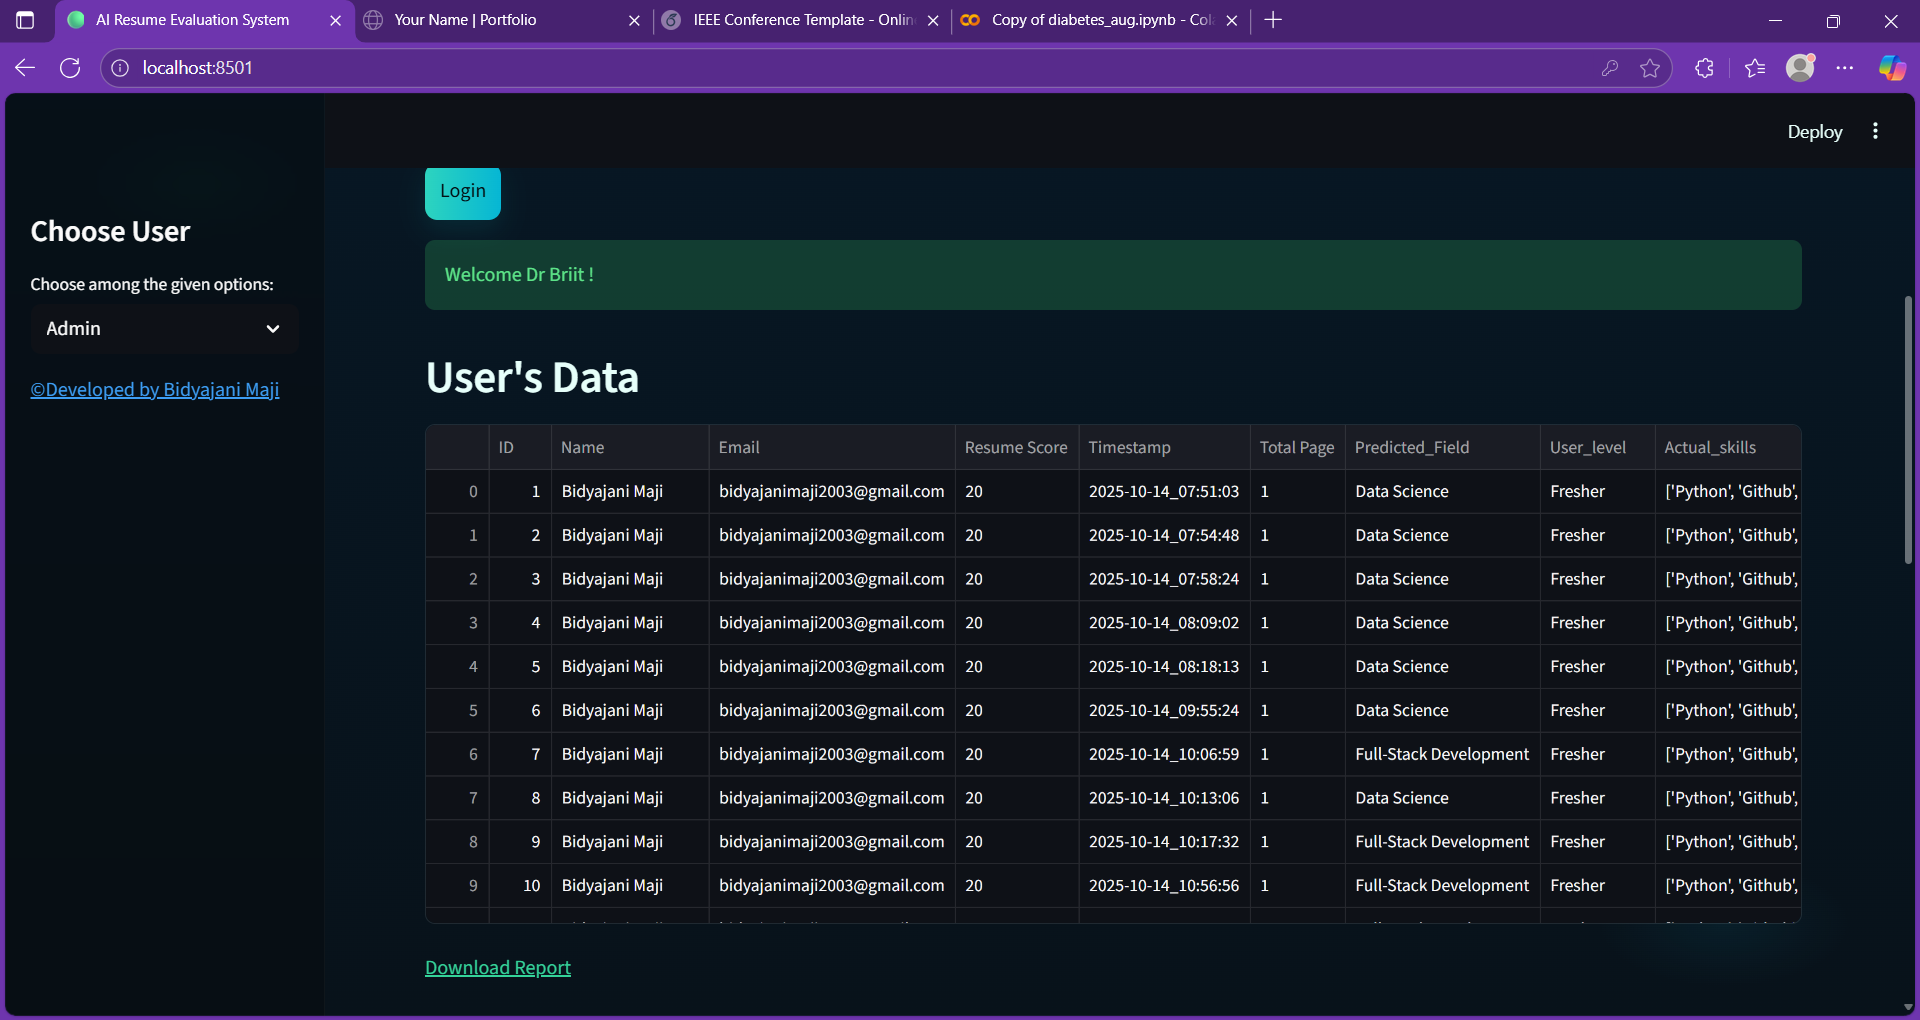 AI Resume Evaluation System
Your Name | Portfolio
IEEE Conference Template - Onlin
Copy of diabetes_aug.ipynb - Col
localhost:8501
Deploy
Choose User
Choose among the given options:
Admin
©Developed by Bidyajani Maji
Login
Welcome Dr Briit !
User's Data
ID Name Email Resume Score Timestamp Total Page Predicted_Field User_level Actual_skills
0 1 Bidyajani Maji bidyajanimaji2003@gmail.com 20 2025-10-14_07:51:03 1 Data Science Fresher ['Python', 'Github',
1 2 Bidyajani Maji bidyajanimaji2003@gmail.com 20 2025-10-14_07:54:48 1 Data Science Fresher ['Python', 'Github',
2 3 Bidyajani Maji bidyajanimaji2003@gmail.com 20 2025-10-14_07:58:24 1 Data Science Fresher ['Python', 'Github',
3 4 Bidyajani Maji bidyajanimaji2003@gmail.com 20 2025-10-14_08:09:02 1 Data Science Fresher ['Python', 'Github',
4 5 Bidyajani Maji bidyajanimaji2003@gmail.com 20 2025-10-14_08:18:13 1 Data Science Fresher ['Python', 'Github',
5 6 Bidyajani Maji bidyajanimaji2003@gmail.com 20 2025-10-14_09:55:24 1 Data Science Fresher ['Python', 'Github',
6 7 Bidyajani Maji bidyajanimaji2003@gmail.com 20 2025-10-14_10:06:59 1 Full-Stack Development Fresher ['Python', 'Github',
7 8 Bidyajani Maji bidyajanimaji2003@gmail.com 20 2025-10-14_10:13:06 1 Data Science Fresher ['Python', 'Github',
8 9 Bidyajani Maji bidyajanimaji2003@gmail.com 20 2025-10-14_10:17:32 1 Full-Stack Development Fresher ['Python', 'Github',
9 10 Bidyajani Maji bidyajanimaji2003@gmail.com 20 2025-10-14_10:56:56 1 Full-Stack Development Fresher ['Python', 'Github',
Download Report